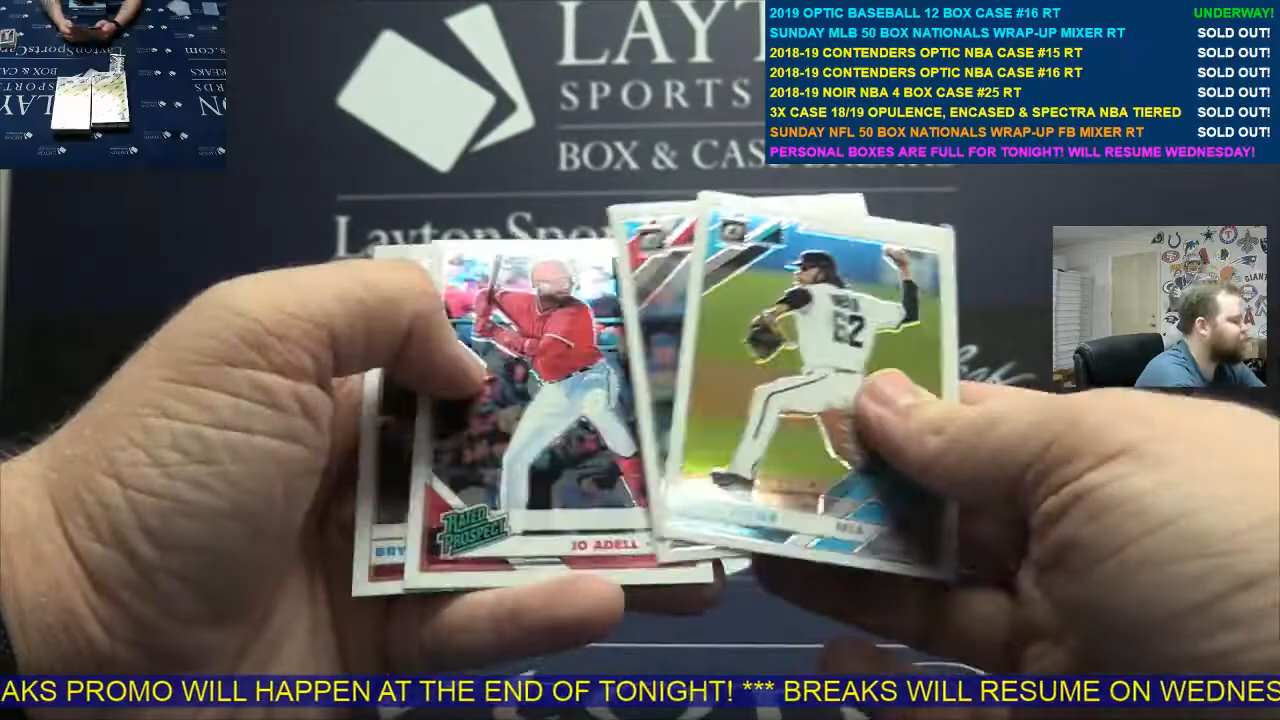 2019 OPTIC BASEBALL 12 BOX CASE #16 RT UNDERWAY!
SUNDAY MLB 50 BOX NATIONALS WRAP-UP MIXER RT SOLD OUT!
2018-19 CONTENDERS OPTIC NBA CASE #15 RT SOLD OUT!
2018-19 CONTENDERS OPTIC NBA CASE #16 RT SOLD OUT!
2018-19 NOIR NBA 4 BOX CASE #25 RT SOLD OUT!
3X CASE 18/19 OPULENCE, ENCASED & SPECTRA NBA TIERED SOLD OUT!
SUNDAY NFL 50 BOX NATIONALS WRAP-UP FB MIXER RT SOLD OUT!
PERSONAL BOXES ARE FULL FOR TONIGHT! WILL RESUME WEDNESDAY!
LAYT
SPORTS
BOX & CAS
LaytonSpo
62
RATED PROSPECT
JO ADELL
BRY
AKS PROMO WILL HAPPEN AT THE END OF TONIGHT! *** BREAKS WILL RESUME ON WEDNES